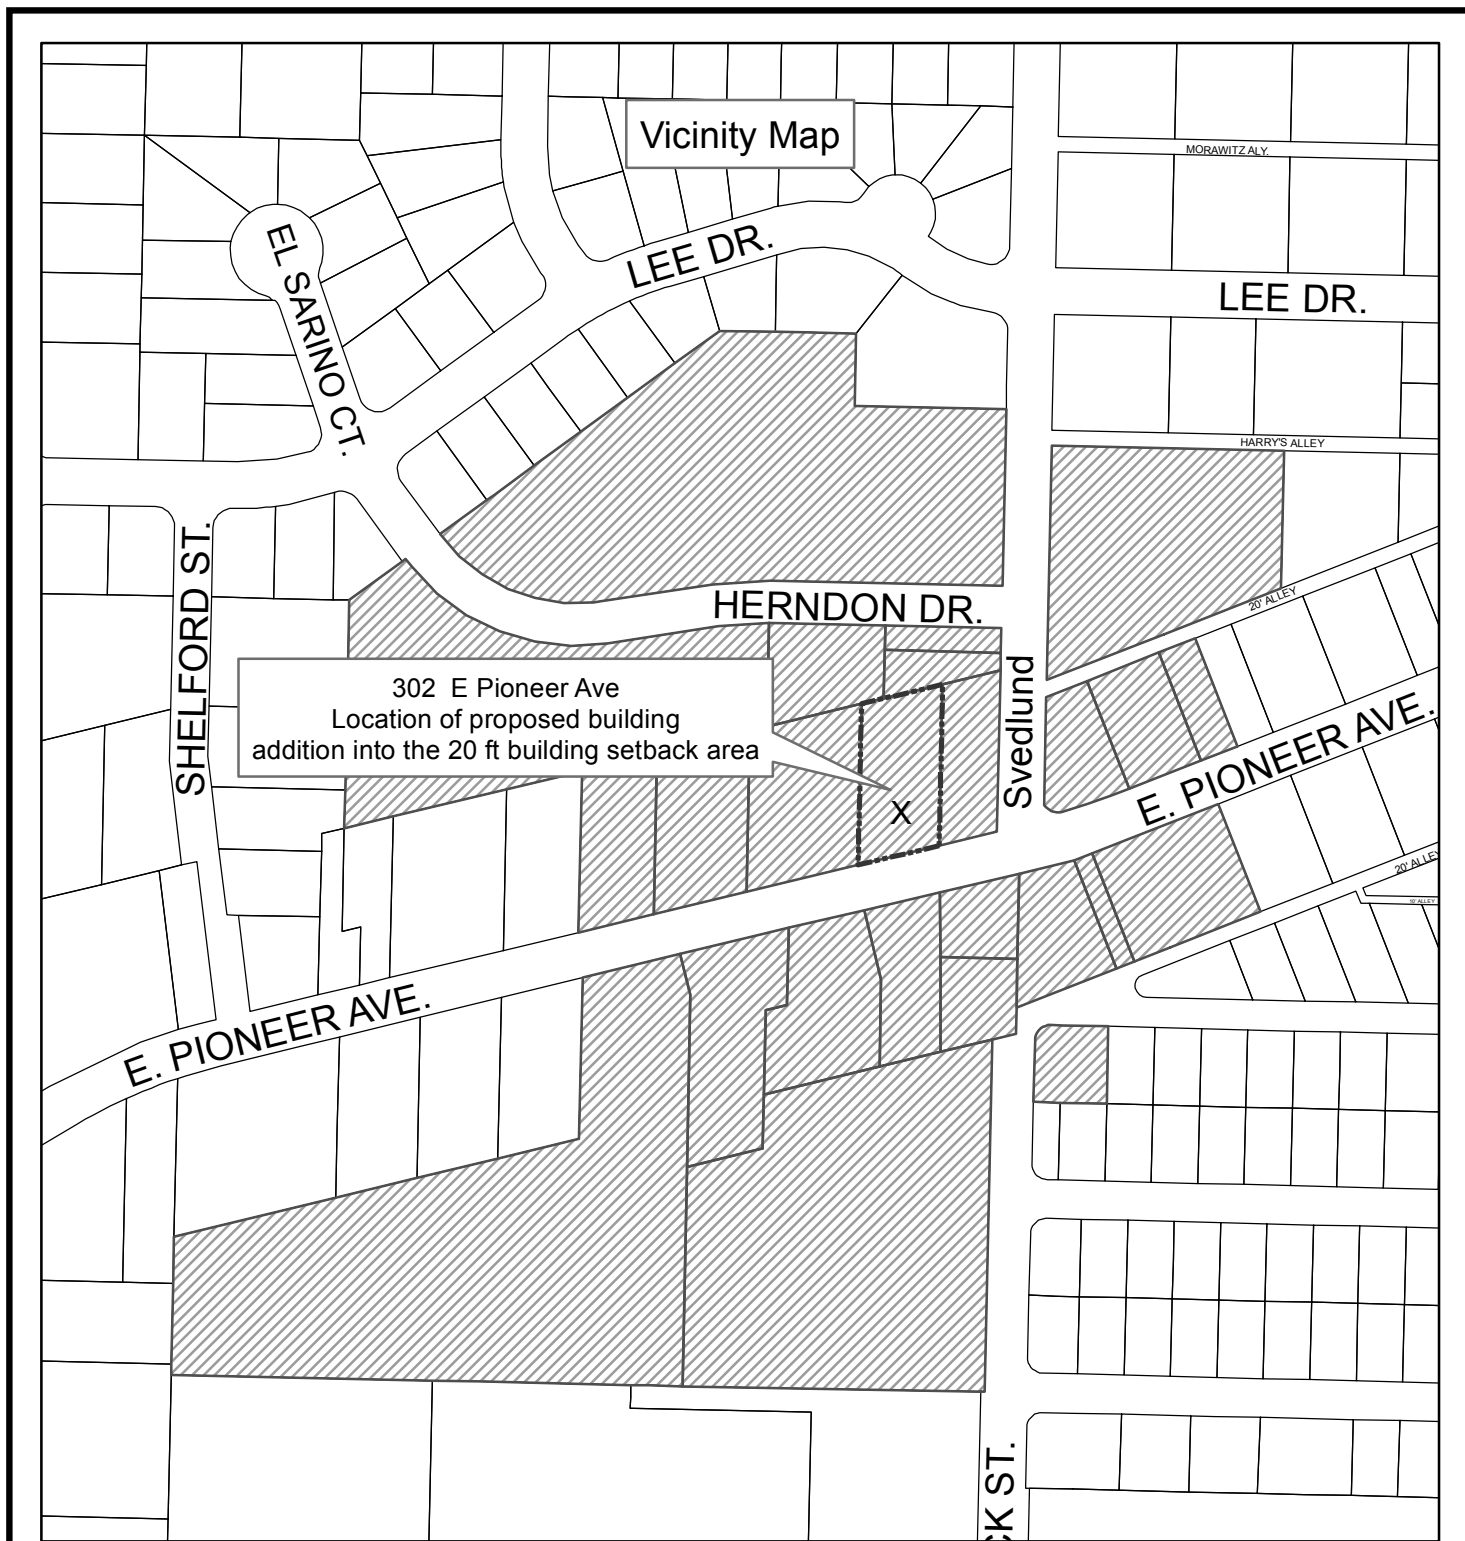 Vicinity Map
MORAWITZ ALY.
EL SARINO CT.
LEE DR.
LEE DR.
HARRY'S ALLEY
SHELFORD ST.
20' ALLEY
HERNDON DR.
302 E Pioneer Ave
Location of proposed building
addition into the 20 ft building setback area
Svedlund
E. PIONEER AVE.
X
20' ALLEY
10' ALLEY
E. PIONEER AVE.
CK ST.